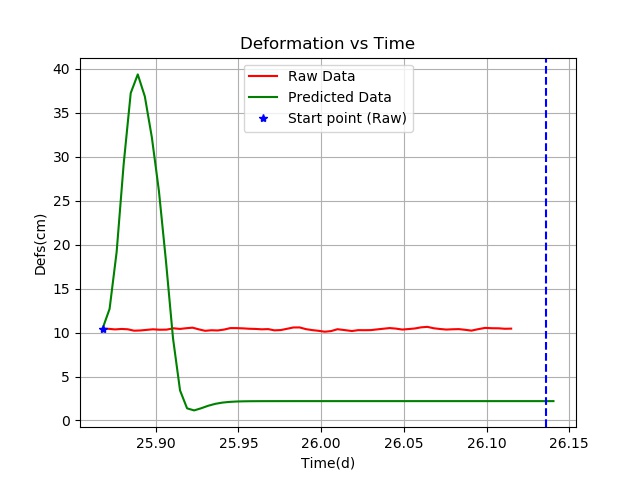 Deformation vs Time
Raw Data
Predicted Data
Start point (Raw)
Defs(cm)
40
35
30
25
20
15
10
5
0
25.90 25.95 26.00 26.05 26.10 26.15
Time(d)